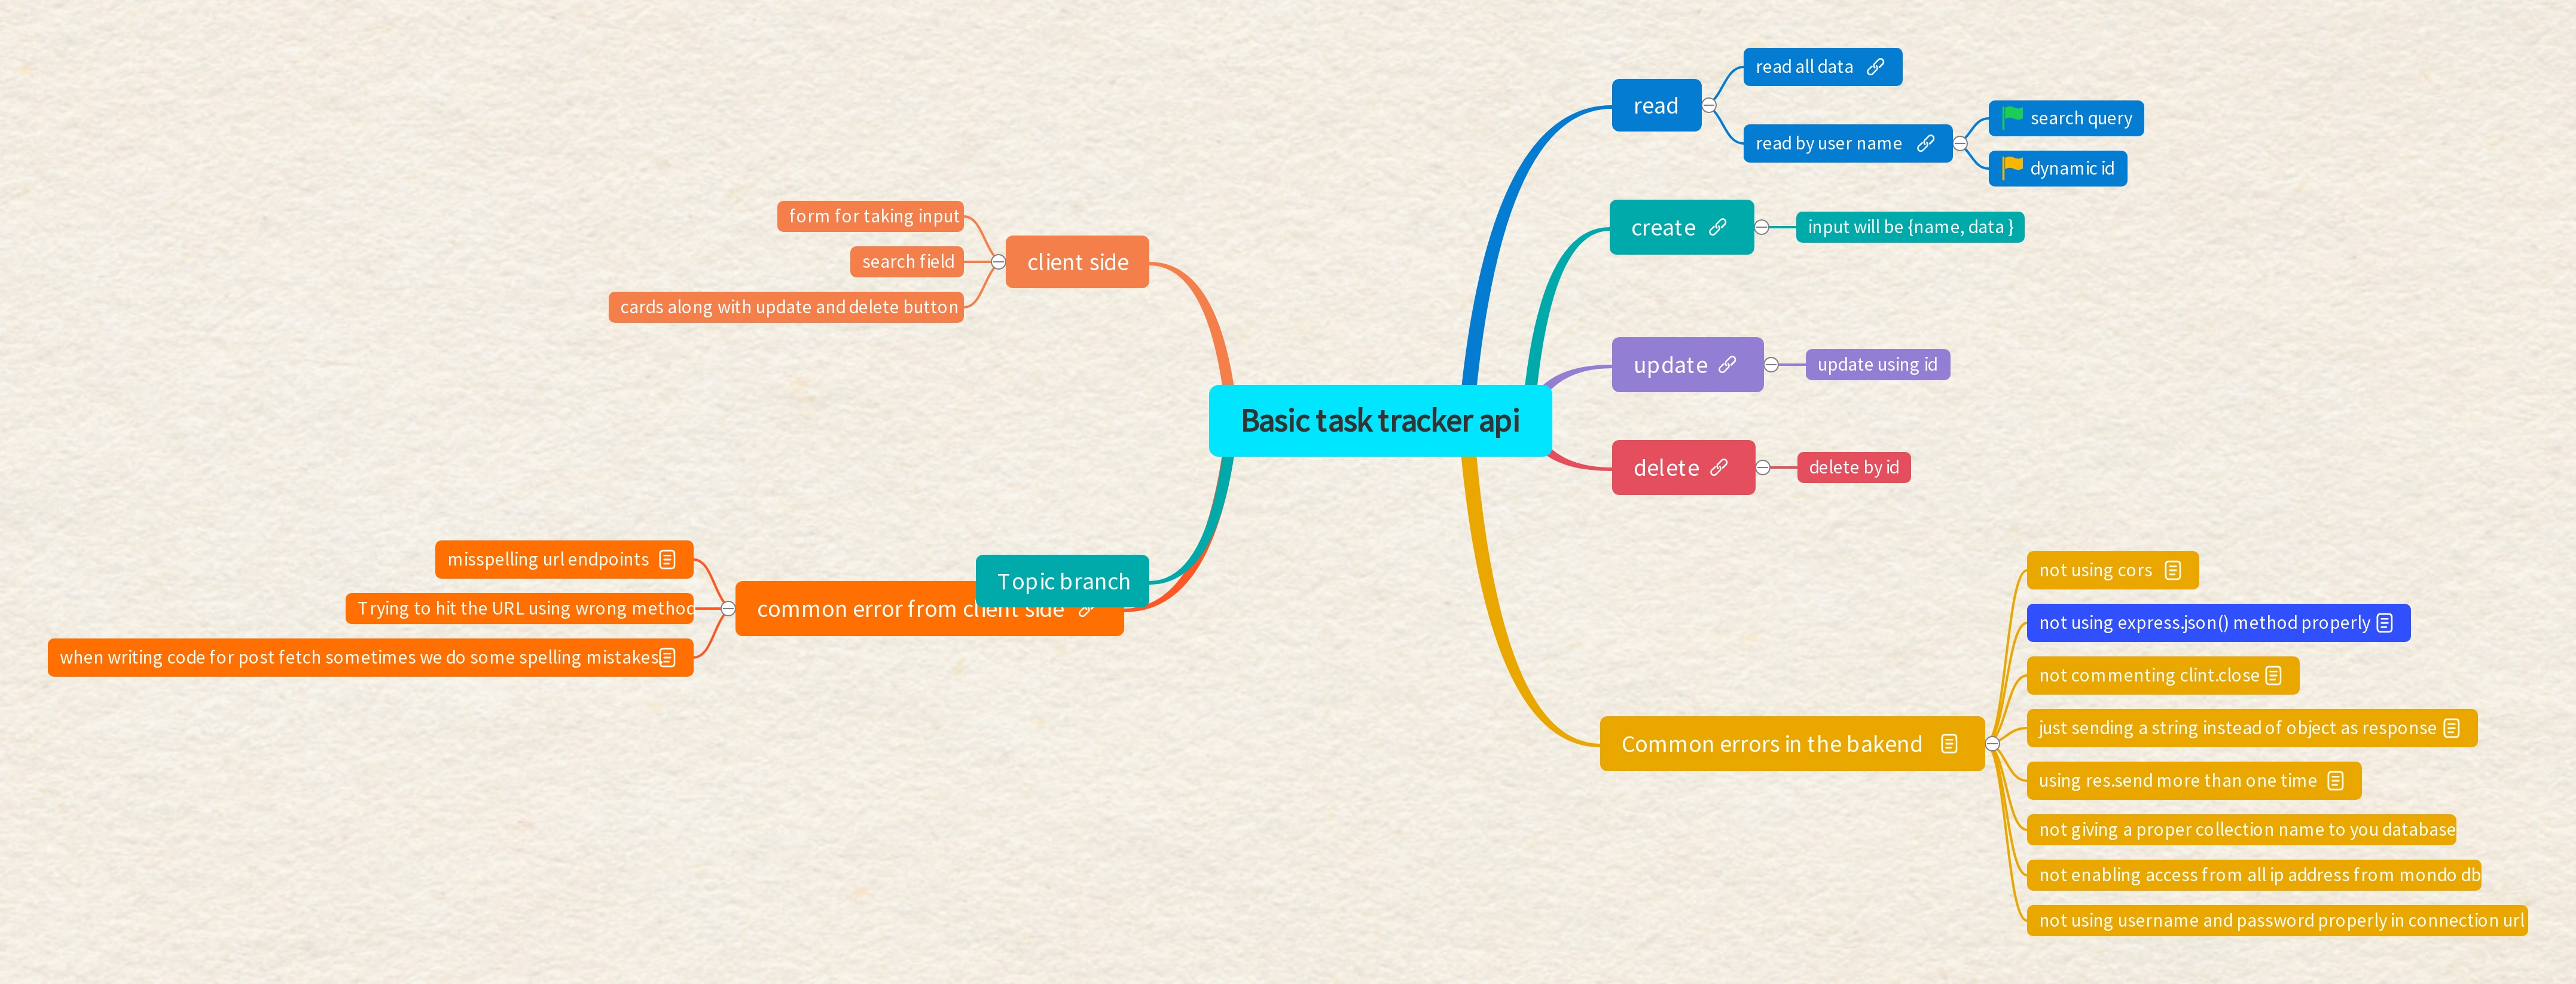 Basic task tracker api
read
read all data
read by user name
search query
dynamic id
create
input will be {name, data }
update
update using id
delete
delete by id
Common errors in the bakend
not using cors
not using express.json() method properly
not commenting clint.close
just sending a string instead of object as response
using res.send more than one time
not giving a proper collection name to you database
not enabling access from all ip address from mondo db
not using username and password properly in connection url
client side
form for taking input
search field
cards along with update and delete button
Topic branch
common error from client side
misspelling url endpoints
Trying to hit the URL using wrong method
when writing code for post fetch sometimes we do some spelling mistakes.